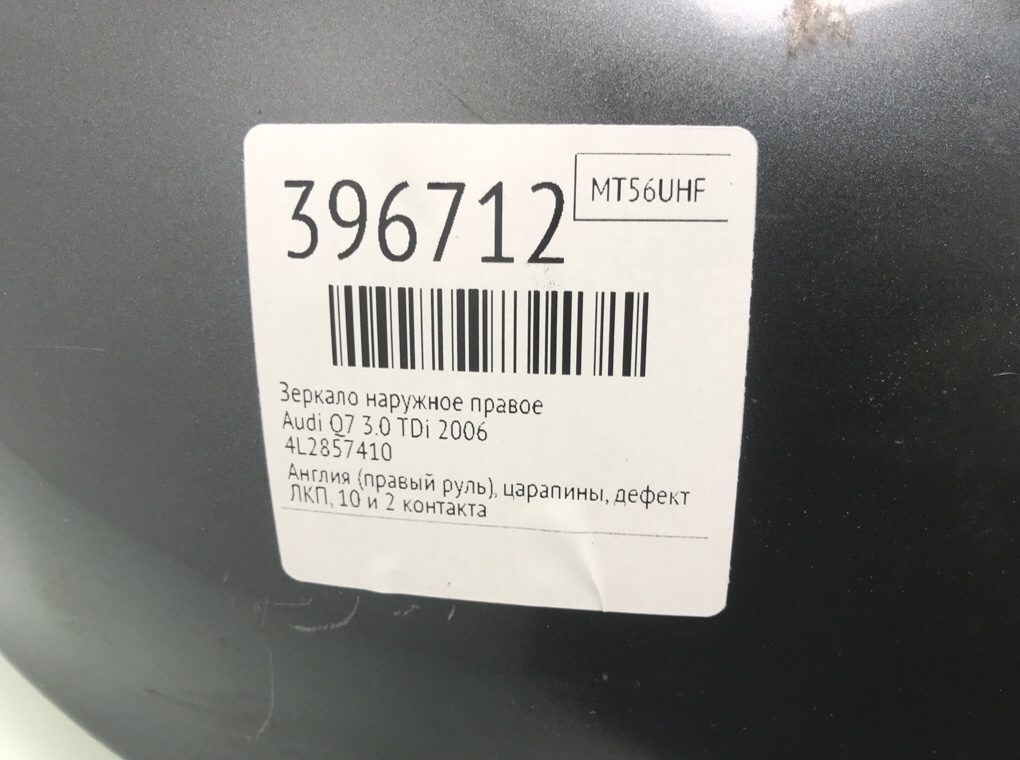 396712
MT56UHF
Зеркало наружное правое
Audi Q7 3.0 TDi 2006
4L2857410
Англия (правый руль), царапины, дефект
ЛКП, 10 и 2 контакта